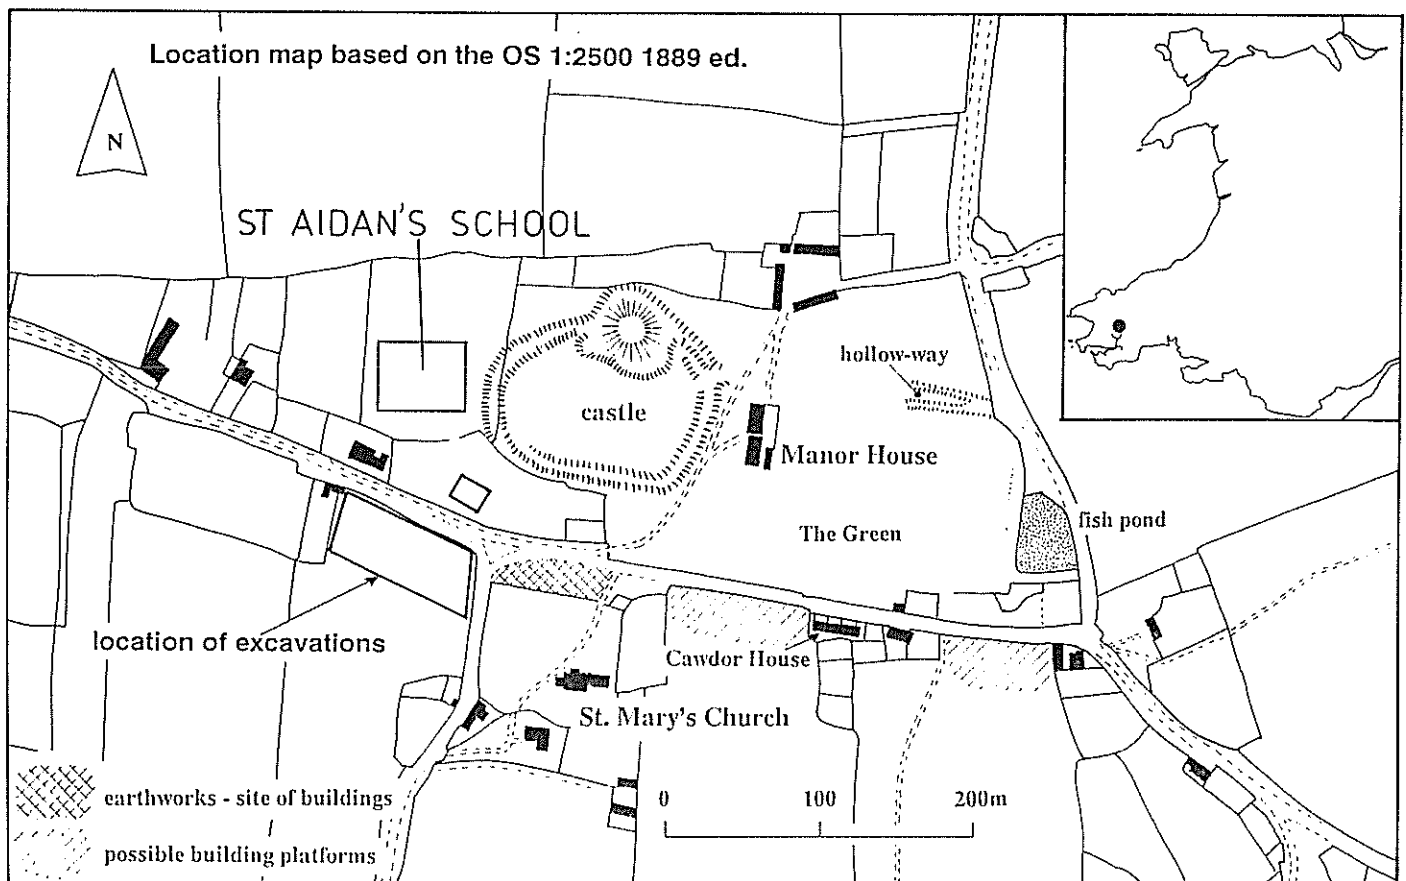 Location map based on the OS 1:2500 1889 ed.
N
ST AIDAN'S SCHOOL
hollow-way
castle
Manor House
The Green
fish pond
location of excavations
Cawdor House
St. Mary's Church
earthworks - site of buildings
possible building platforms
0 100 200m